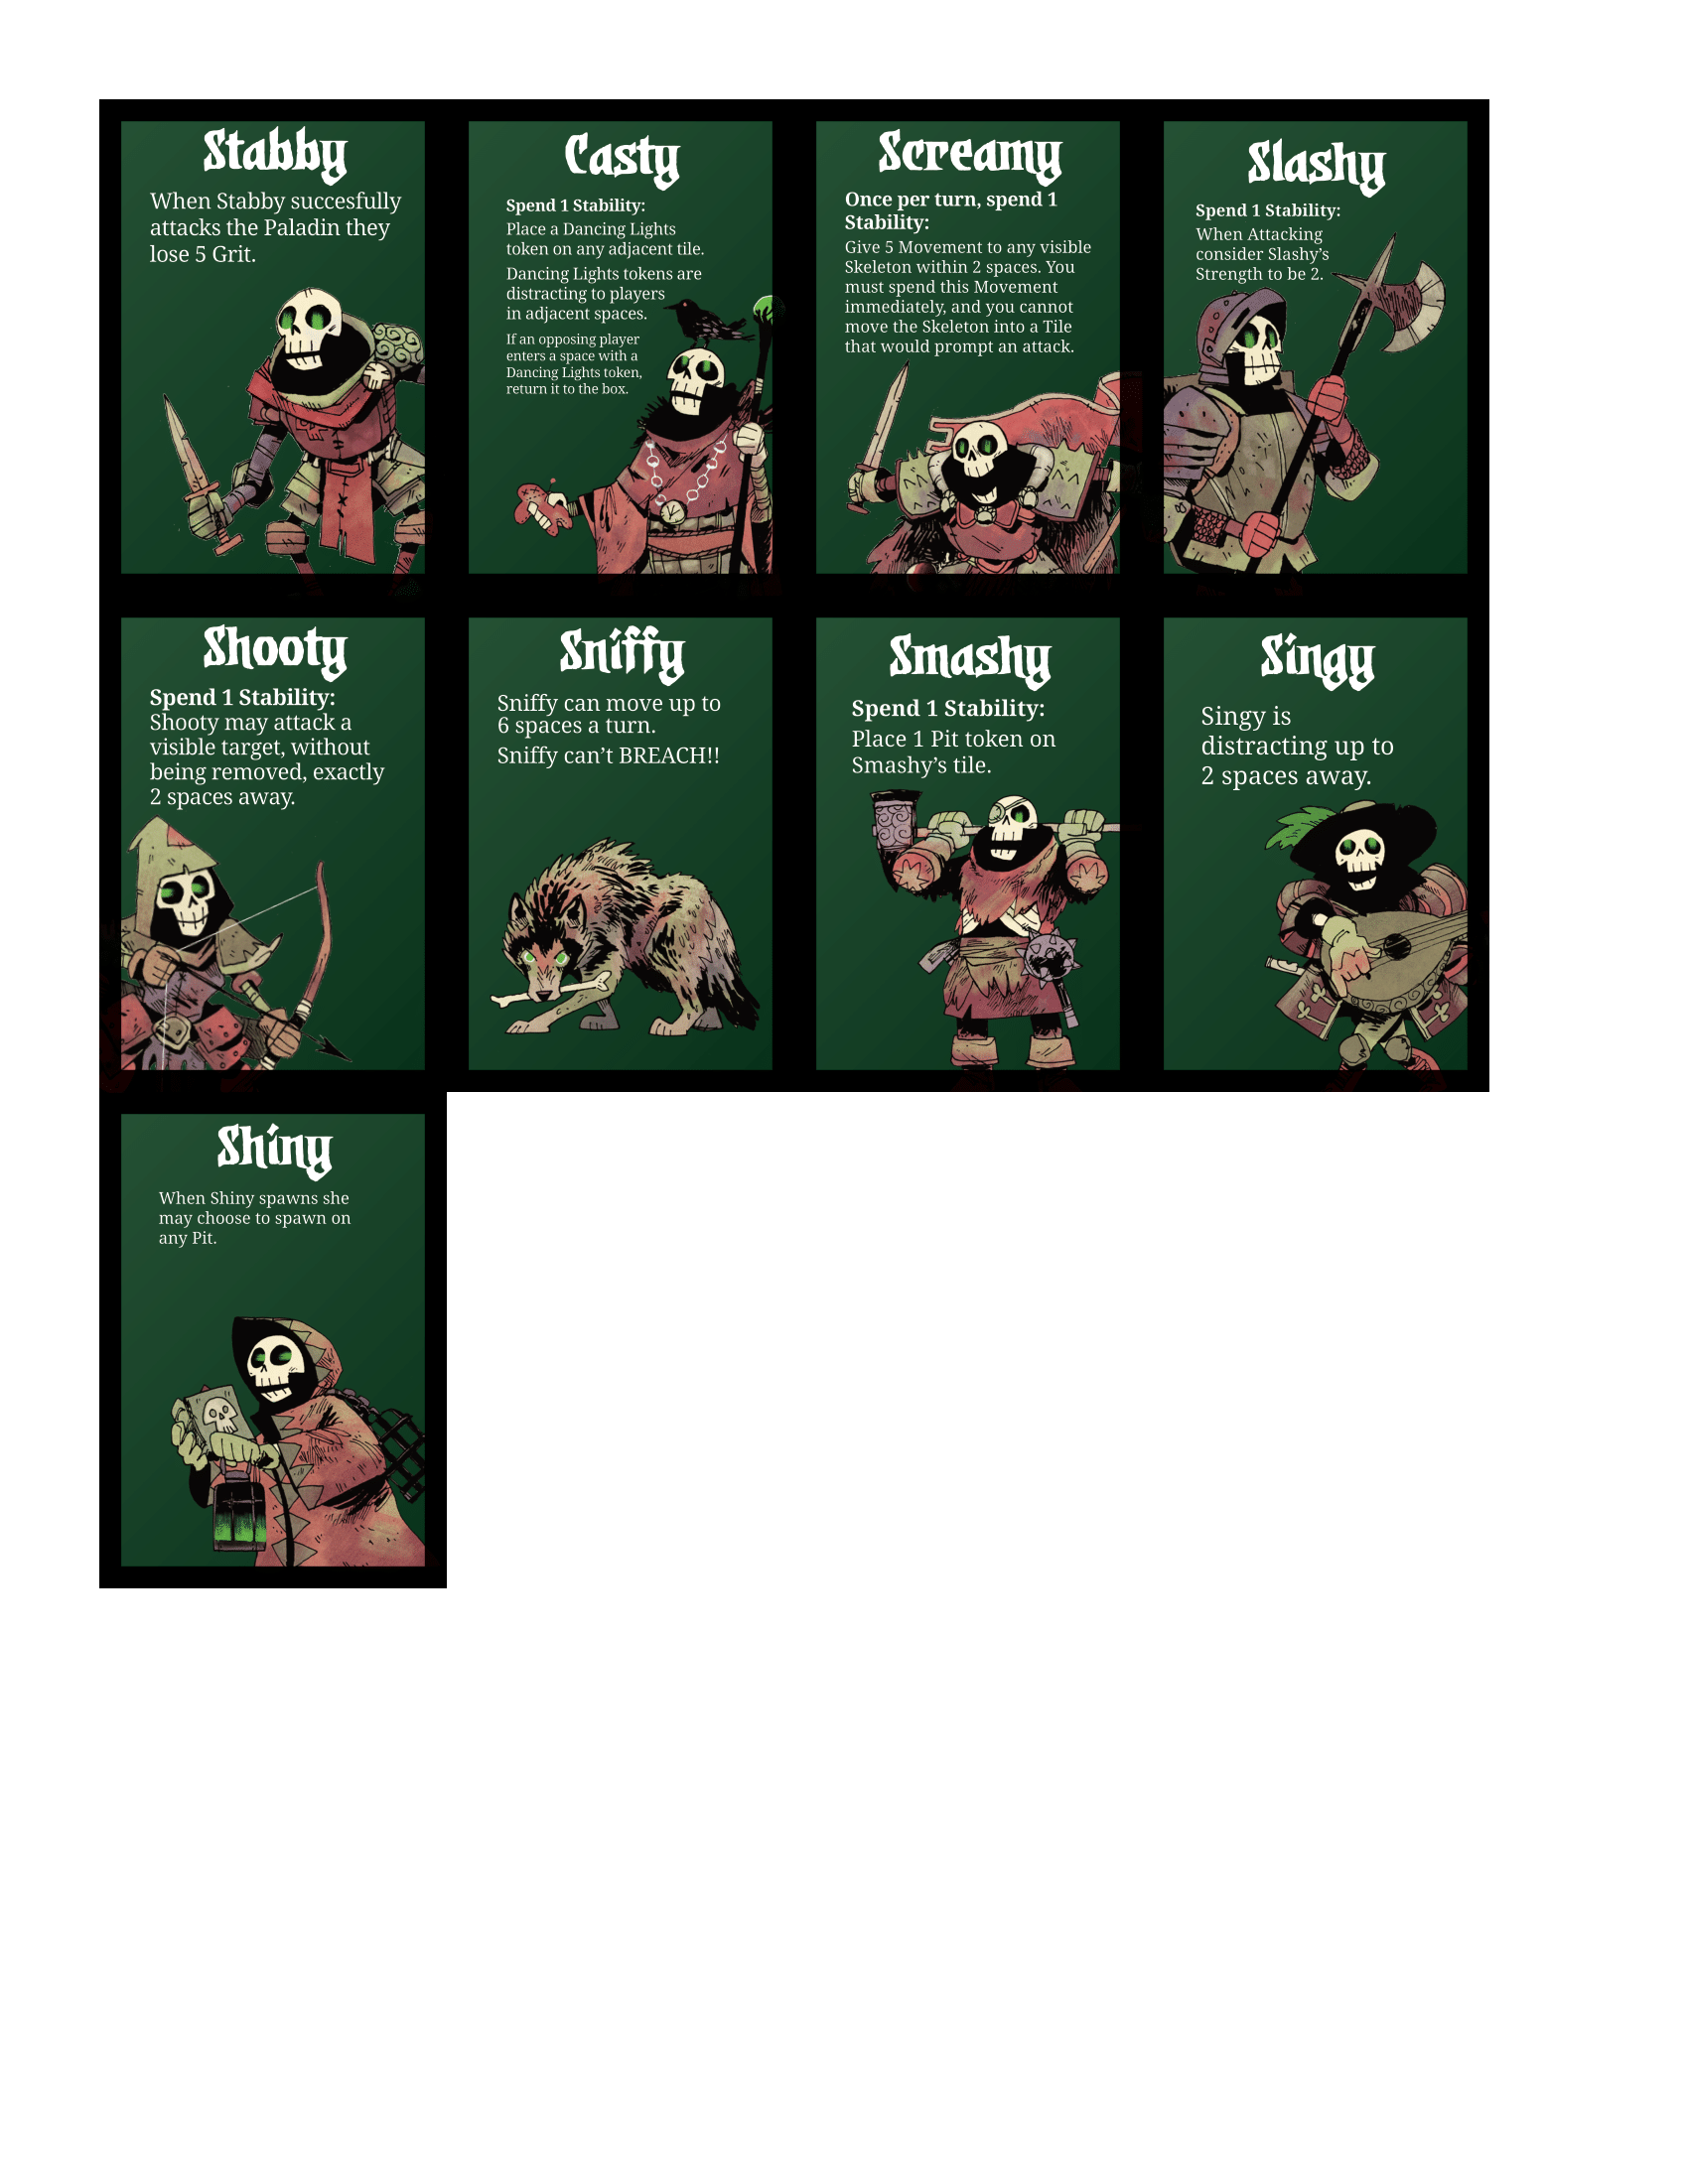 Stabby
When Stabby succesfully
attacks the Paladin they
lose 5 Grit.
Casty
Spend 1 Stability:
Place a Dancing Lights
token on any adjacent tile.
Dancing Lights tokens are
distracting to players
in adjacent spaces.
If an opposing player
enters a space with a
Dancing Lights token,
return it to the box.
Screamy
Once per turn, spend 1
Stability:
Give 5 Movement to any visible
Skeleton within 2 spaces. You
must spend this Movement
immediately, and you cannot
move the Skeleton into a Tile
that would prompt an attack.
Slashy
Spend 1 Stability:
When Attacking
consider Slashy’s
Strength to be 2.
Shooty
Spend 1 Stability:
Shooty may attack a
visible target, without
being removed, exactly
2 spaces away.
Sniffy
Sniffy can move up to
6 spaces a turn.
Sniffy can’t BREACH!!
Smashy
Spend 1 Stability:
Place 1 Pit token on
Smashy’s tile.
Singy
Singy is
distracting up to
2 spaces away.
Shiny
When Shiny spawns she
may choose to spawn on
any Pit.